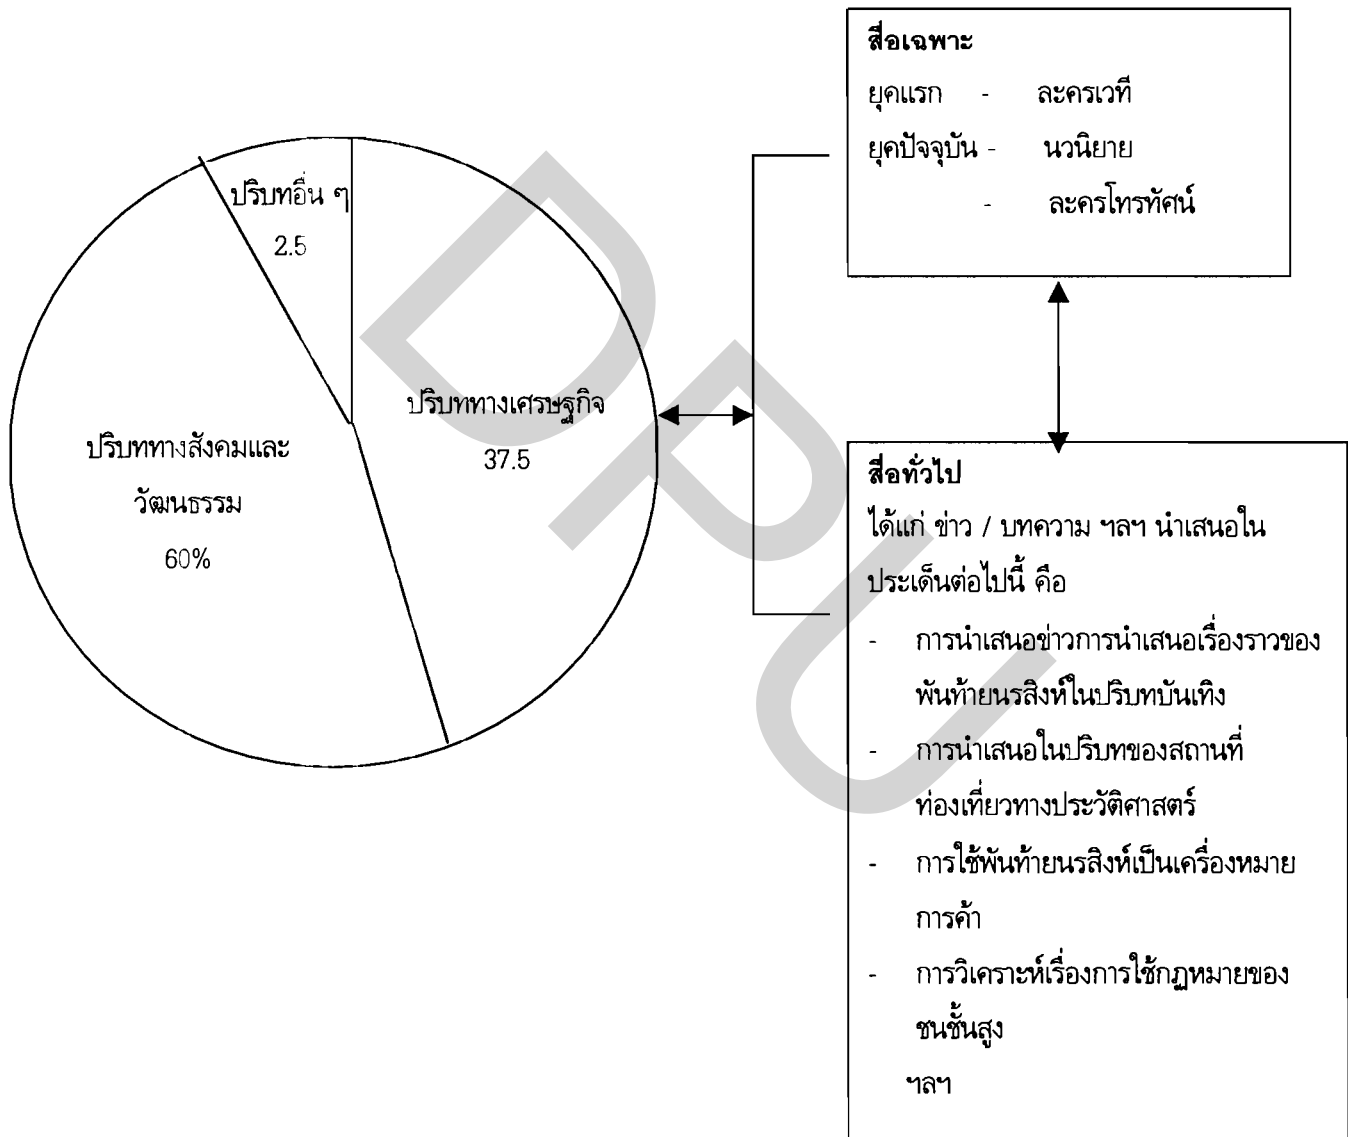 ปริบทอื่น ๆ
2.5
ปริบททางเศรษฐกิจ
37.5
ปริบททางสังคมและ
วัฒนธรรม
60%
สื่อเฉพาะ
ยุคแรก - ละครเวที
ยุคปัจจุบัน - นวนิยาย
- ละครโทรทัศน์
สื่อทั่วไป
ได้แก่ ข่าว / บทความ ฯลฯ นำเสนอใน
ประเด็นต่อไปนี้ คือ
- การนำเสนอข่าวการนำเสนอเรื่องราวของ
พันท้ายนรสิงห์ในปริบทบันเทิง
- การนำเสนอในปริบทของสถานที่
ท่องเที่ยวทางประวัติศาสตร์
- การใช้พันท้ายนรสิงห์เป็นเครื่องหมาย
การค้า
- การวิเคราะห์เรื่องการใช้กฎหมายของ
ชนชั้นสูง
ฯลฯ
DPU